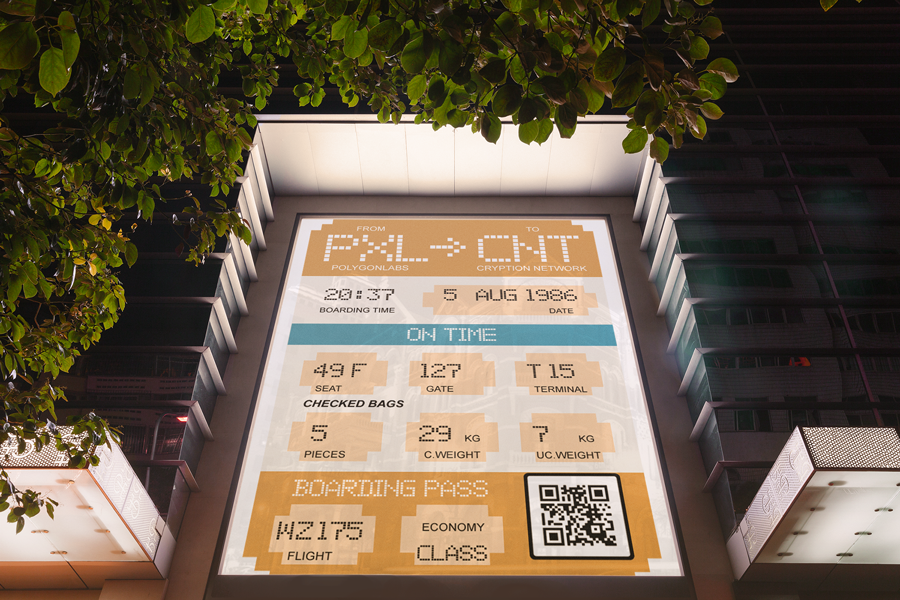 FROM TO
PXL → CNT
POLYGONLABS CRYPTION NETWORK
20:37 5 AUG 1986
BOARDING TIME DATE
ON TIME
49 F 127 T 15
SEAT GATE TERMINAL
CHECKED BAGS
5 29 KG 7 KG
PIECES C.WEIGHT UC.WEIGHT
BOARDING PASS
WZ175 ECONOMY
FLIGHT CLASS